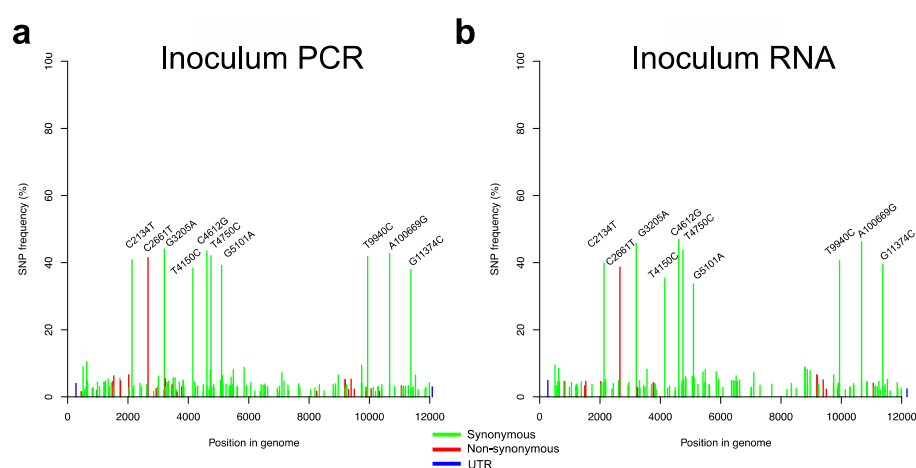 a
Inoculum PCR
SNP frequency (%)
100
80
60
40
20
0
C2134T
C2661T
G3205A
T4150C
C4612G
T4750C
G5101A
T9940C
A100669G
G11374C
0 2000 4000 6000 8000 10000 12000
Position in genome
b
Inoculum RNA
SNP frequency (%)
100
80
60
40
20
0
C2134T
C2661T
G3205A
T4150C
C4612G
T4750C
G5101A
T9940C
A100669G
G11374C
0 2000 4000 6000 8000 10000 12000
Position in genome
Synonymous
Non-synonymous
UTR